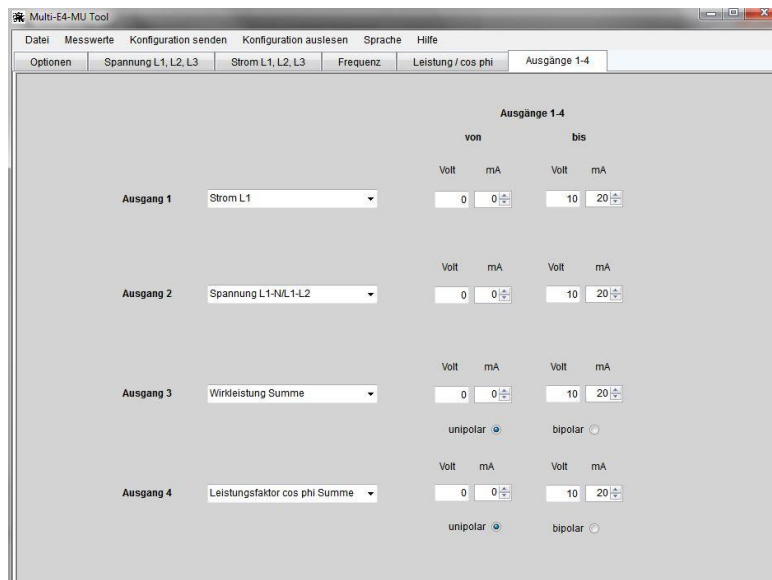 Multi-E4-MU Tool
Datei Messwerte Konfiguration senden Konfiguration auslesen Sprache Hilfe
Optionen Spannung L1, L2, L3 Strom L1, L2, L3 Frequenz Leistung / cos phi Ausgänge 1-4
Ausgänge 1-4
von bis
Volt mA Volt mA
Ausgang 1 Strom L1 0 0 10 20
Volt mA Volt mA
Ausgang 2 Spannung L1-N/L1-L2 0 0 10 20
Volt mA Volt mA
Ausgang 3 Wirkleistung Summe 0 0 10 20
unipolar bipolar
Volt mA Volt mA
Ausgang 4 Leistungsfaktor cos phi Summe 0 0 10 20
unipolar bipolar